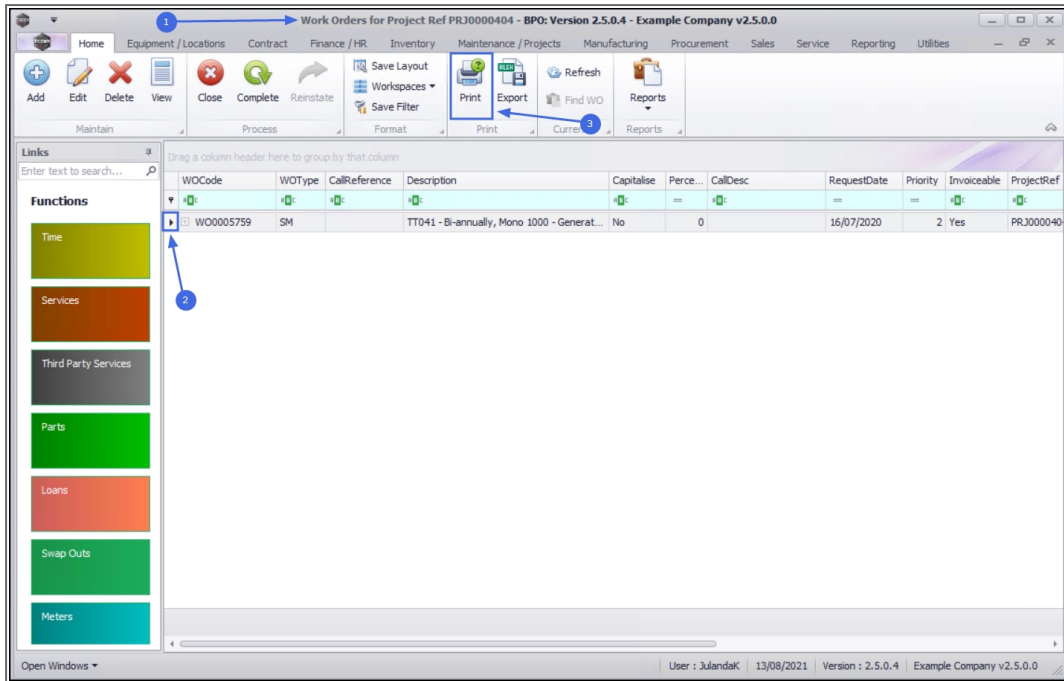 1
Work Orders for Project Ref PRJ0000404 - BPO: Version 2.5.0.4 - Example Company v2.5.0.0
Home Equipment / Locations Contract Finance / HR Inventory Maintenance / Projects Manufacturing Procurement Sales Service Reporting Utilities
Add Edit Delete View Close Complete Reinstate Save Layout Workspaces Save Filter Print Export Refresh Find WO Reports
Maintain Process Format Print Reports
3
Links
Enter text to search...
Drag a column header here to group by that column
WOCode WOType CallReference Description Capitalise Perce... CallDesc RequestDate Priority Invoiceable ProjectRef
WO0005759 SM TT041 - Bi-annually, Mono 1000 - Generat... No 0 16/07/2020 2 Yes PRJ000040
2
Functions
Time
Services
Third Party Services
Parts
Loans
Swap Outs
Meters
Open Windows User : JulandaK 13/08/2021 Version : 2.5.0.4 Example Company v2.5.0.0